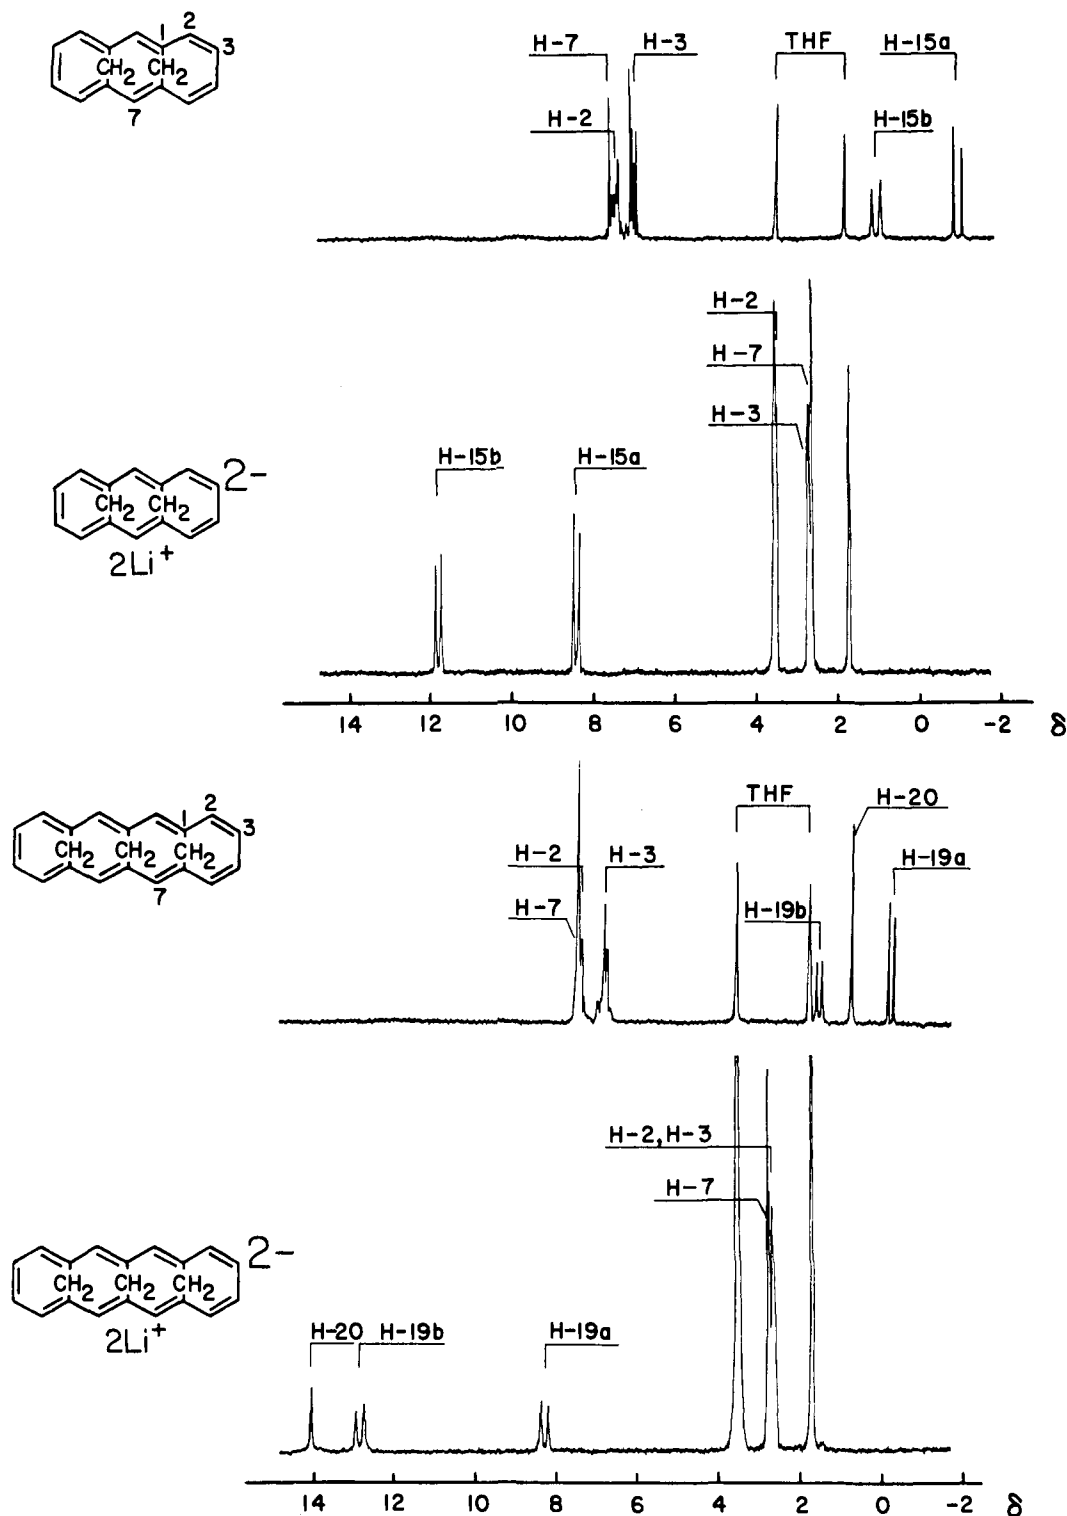 1 2
3
CH2 CH2
7
H-7 H-3 THF H-15a
H-2 H-15b
H-2
H-7
H-3
H-15b H-15a
2-
CH2 CH2
2Li+
14 12 10 8 6 4 2 0 -2 δ
1 2
3
CH2 CH2 CH2
7
THF H-20
H-2 H-3 H-19a
H-7 H-19b
H-2, H-3
H-7
2-
CH2 CH2 CH2
2Li+
H-20 H-19b H-19a
14 12 10 8 6 4 2 0 -2 δ